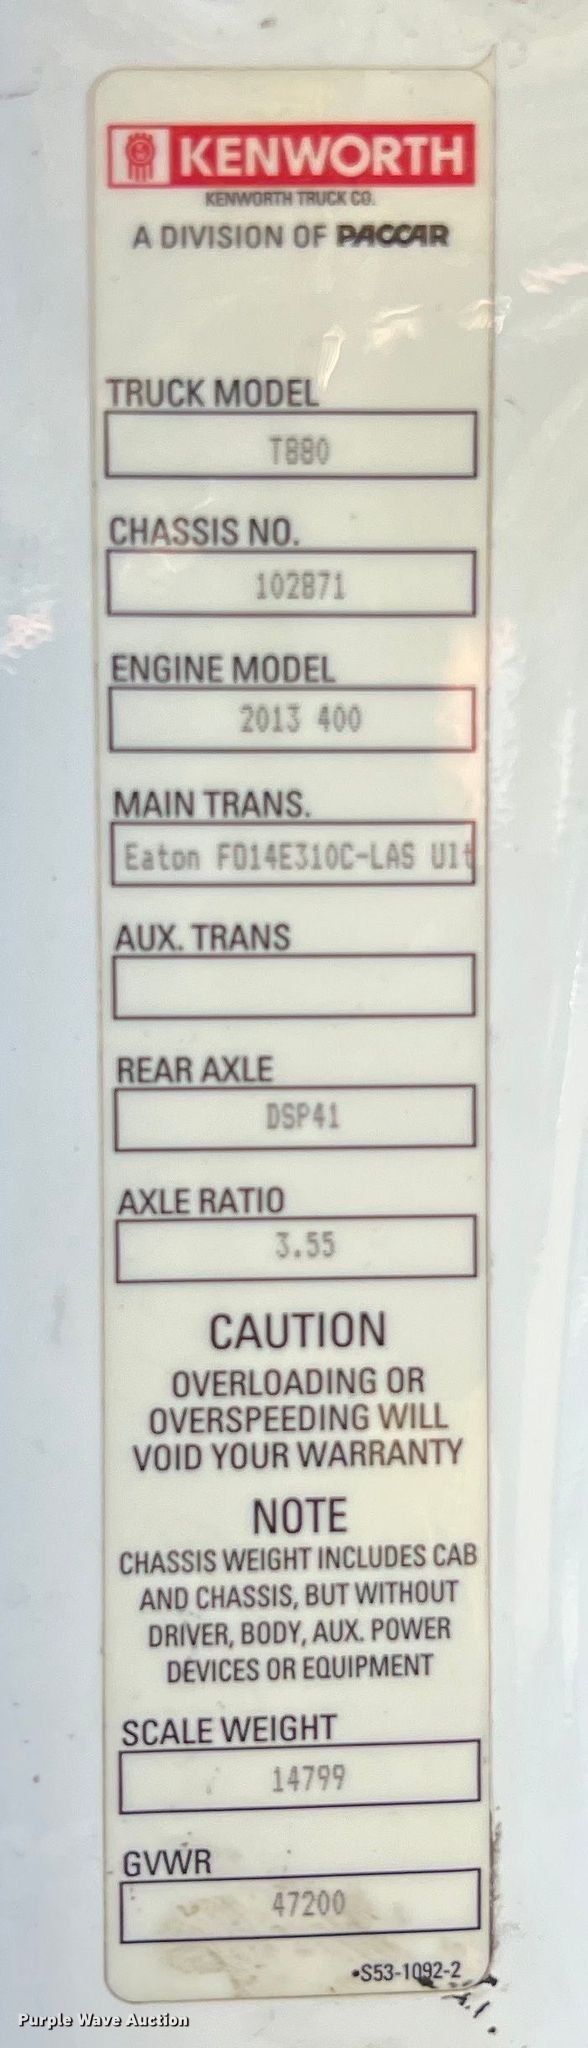 KENWORTH
KENWORTH TRUCK CO.
A DIVISION OF PACCAR
TRUCK MODEL
T880
CHASSIS NO.
102871
ENGINE MODEL
2013 400
MAIN TRANS.
Eaton FO14E310C-LAS Ult
AUX. TRANS
REAR AXLE
DSP41
AXLE RATIO
3.55
CAUTION
OVERLOADING OR
OVERSPEEDING WILL
VOID YOUR WARRANTY
NOTE
CHASSIS WEIGHT INCLUDES CAB
AND CHASSIS, BUT WITHOUT
DRIVER, BODY, AUX. POWER
DEVICES OR EQUIPMENT
SCALE WEIGHT
14799
GVWR
47200
•S53-1092-2
Purple Wave Auction